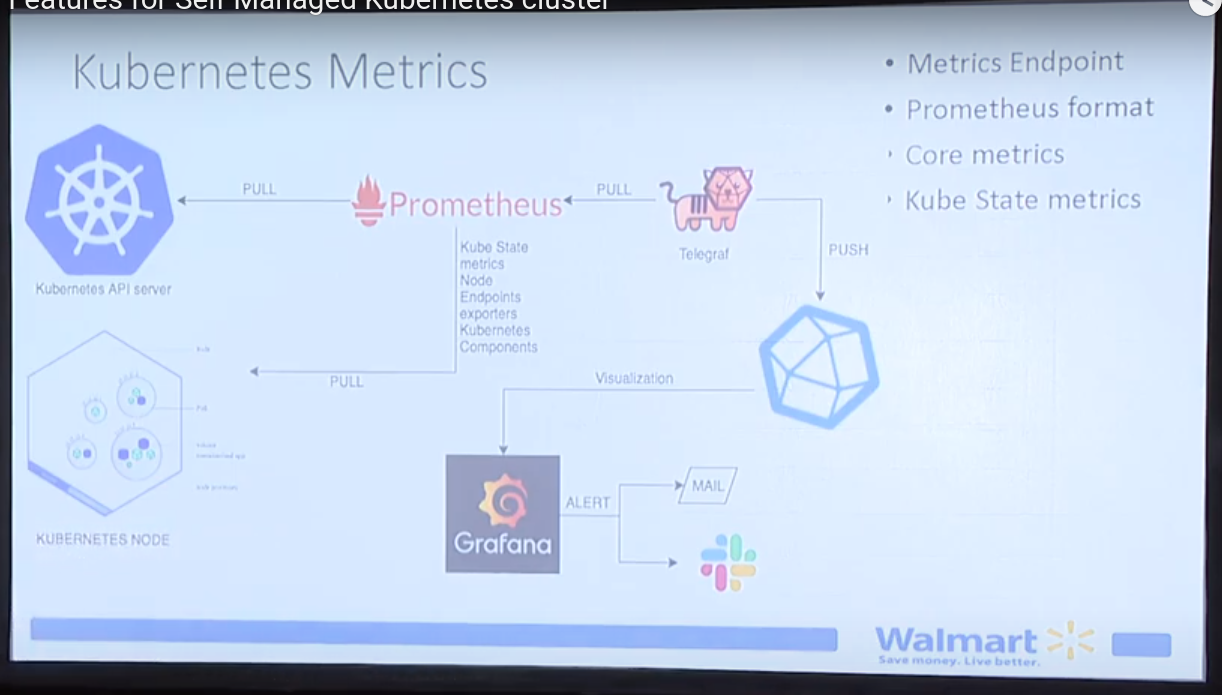 Features for Self Managed Kubernetes cluster
Kubernetes Metrics
• Metrics Endpoint
• Prometheus format
Core metrics
Kube State metrics
PULL
Prometheus
PULL
Telegraf
PUSH
Kubernetes API server
Kube State
metrics
Node
Endpoints
exporters
Kubernetes
Components
PULL
Visualization
KUBERNETES NODE
Grafana
ALERT
MAIL
Walmart
Save money. Live better.